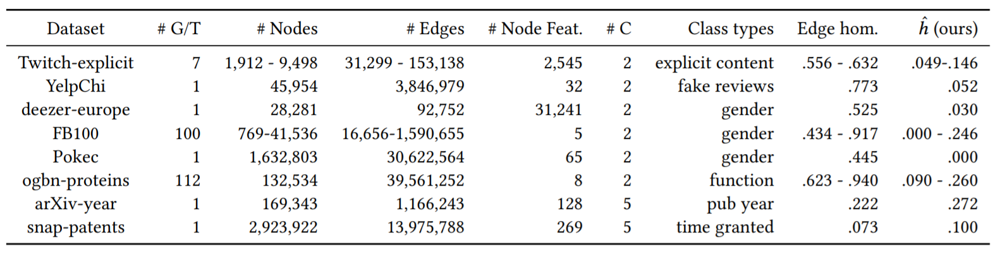 Dataset # G/T # Nodes # Edges # Node Feat. # C Class types Edge hom. ĥ (ours)
Twitch-explicit 7 1,912 - 9,498 31,299 - 153,138 2,545 2 explicit content .556 - .632 .049-.146
YelpChi 1 45,954 3,846,979 32 2 fake reviews .773 .052
deezer-europe 1 28,281 92,752 31,241 2 gender .525 .030
FB100 100 769-41,536 16,656-1,590,655 5 2 gender .434 - .917 .000 - .246
Pokec 1 1,632,803 30,622,564 65 2 gender .445 .000
ogbn-proteins 112 132,534 39,561,252 8 2 function .623 - .940 .090 - .260
arXiv-year 1 169,343 1,166,243 128 5 pub year .222 .272
snap-patents 1 2,923,922 13,975,788 269 5 time granted .073 .100